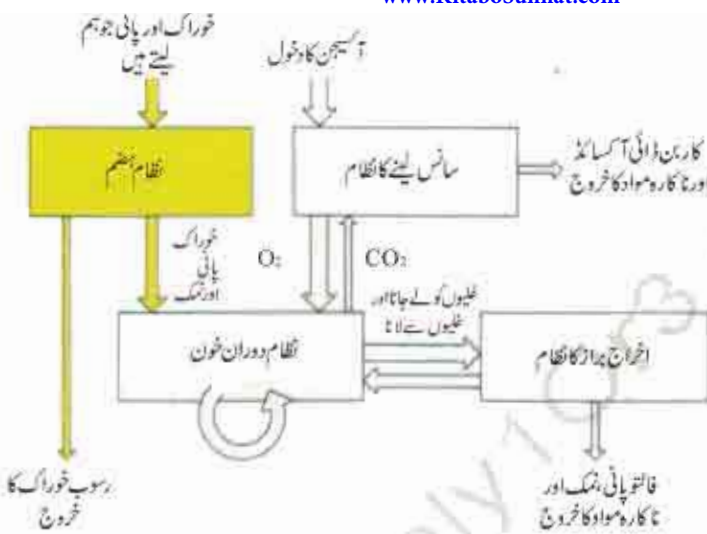 www.KitaboSunnat.com
خوراک اور پانی جو ہم
لیتے ہیں
آکسیجن کا دخول
نظام ہضم
سانس لینے کا نظام
کاربن ڈائی آکسائڈ
اور ناکارہ مواد کا خروج
خوراک
پانی
اور نمک
O₂
CO₂
خلیوں کو لے جانا اور
خلیوں سے لانا
نظام دوران خون
اخراج براز کا نظام
رسوب خوراک کا
خروج
فالتو پانی، نمک اور
ناکارہ مواد کا خروج